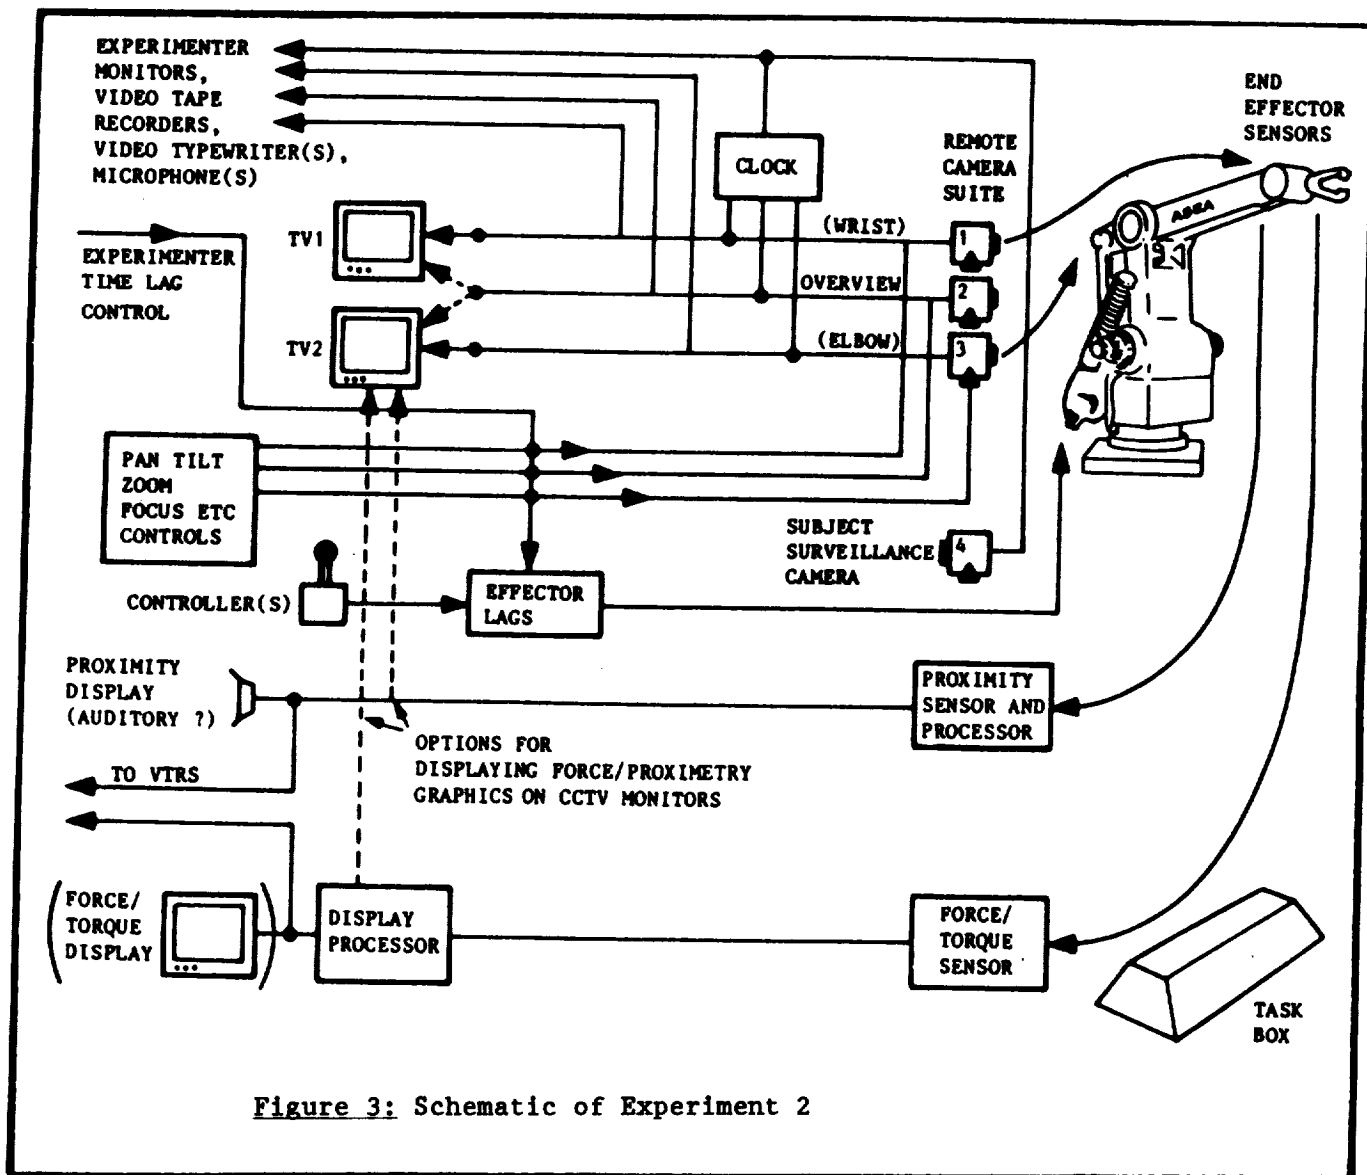 EXPERIMENTER
MONITORS,
VIDEO TAPE
RECORDERS,
VIDEO TYPEWRITER(S),
MICROPHONE(S)
CLOCK
REMOTE
CAMERA
SUITE
END
EFFECTOR
SENSORS
ASEA
TV1
(WRIST)
1
EXPERIMENTER
TIME LAG
CONTROL
OVERVIEW
2
TV2
(ELBOW)
3
PAN TILT
ZOOM
FOCUS ETC
CONTROLS
SUBJECT
SURVEILLANCE
CAMERA
4
CONTROLLER(S)
EFFECTOR
LAGS
PROXIMITY
DISPLAY
(AUDITORY ?)
PROXIMITY
SENSOR AND
PROCESSOR
OPTIONS FOR
DISPLAYING FORCE/PROXIMETRY
GRAPHICS ON CCTV MONITORS
TO VTRS
(FORCE/
TORQUE
DISPLAY)
DISPLAY
PROCESSOR
FORCE/
TORQUE
SENSOR
TASK
BOX
Figure 3: Schematic of Experiment 2